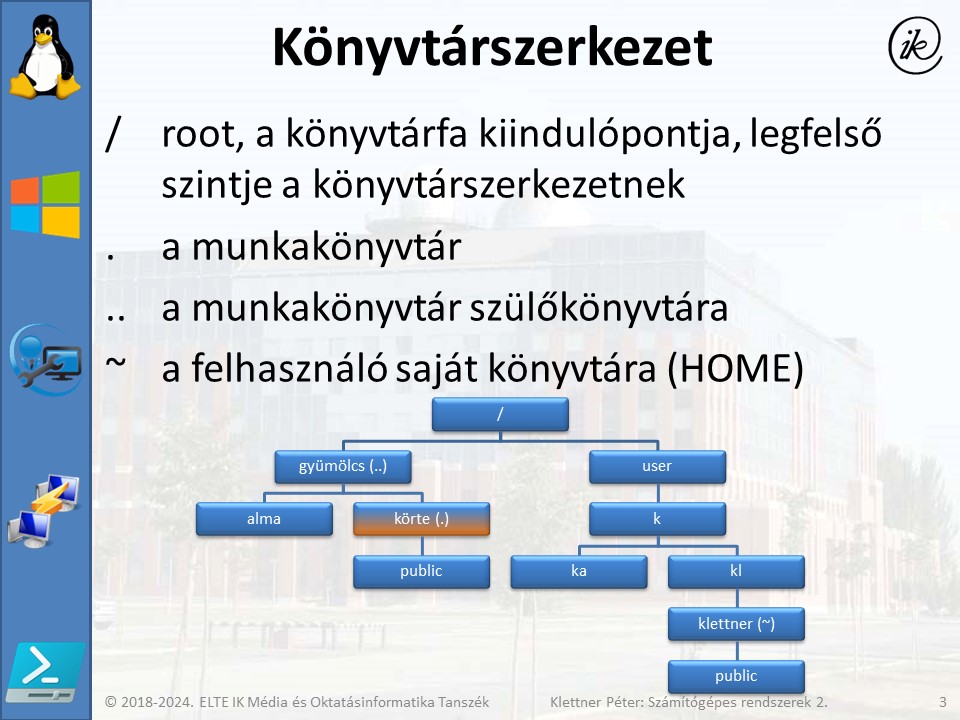 Könyvtárszerkezet
ik
/ root, a könyvtárfa kiindulópontja, legfelső
szintje a könyvtárszerkezetnek
. a munkakönyvtár
.. a munkakönyvtár szülőkönyvtára
~ a felhasználó saját könyvtára (HOME)
/
gyümölcs (..) user
alma körte (.) k
public ka kl
klettner (~)
public
© 2018-2024. ELTE IK Média és Oktatásinformatika Tanszék Klettner Péter: Számítógépes rendszerek 2. 3